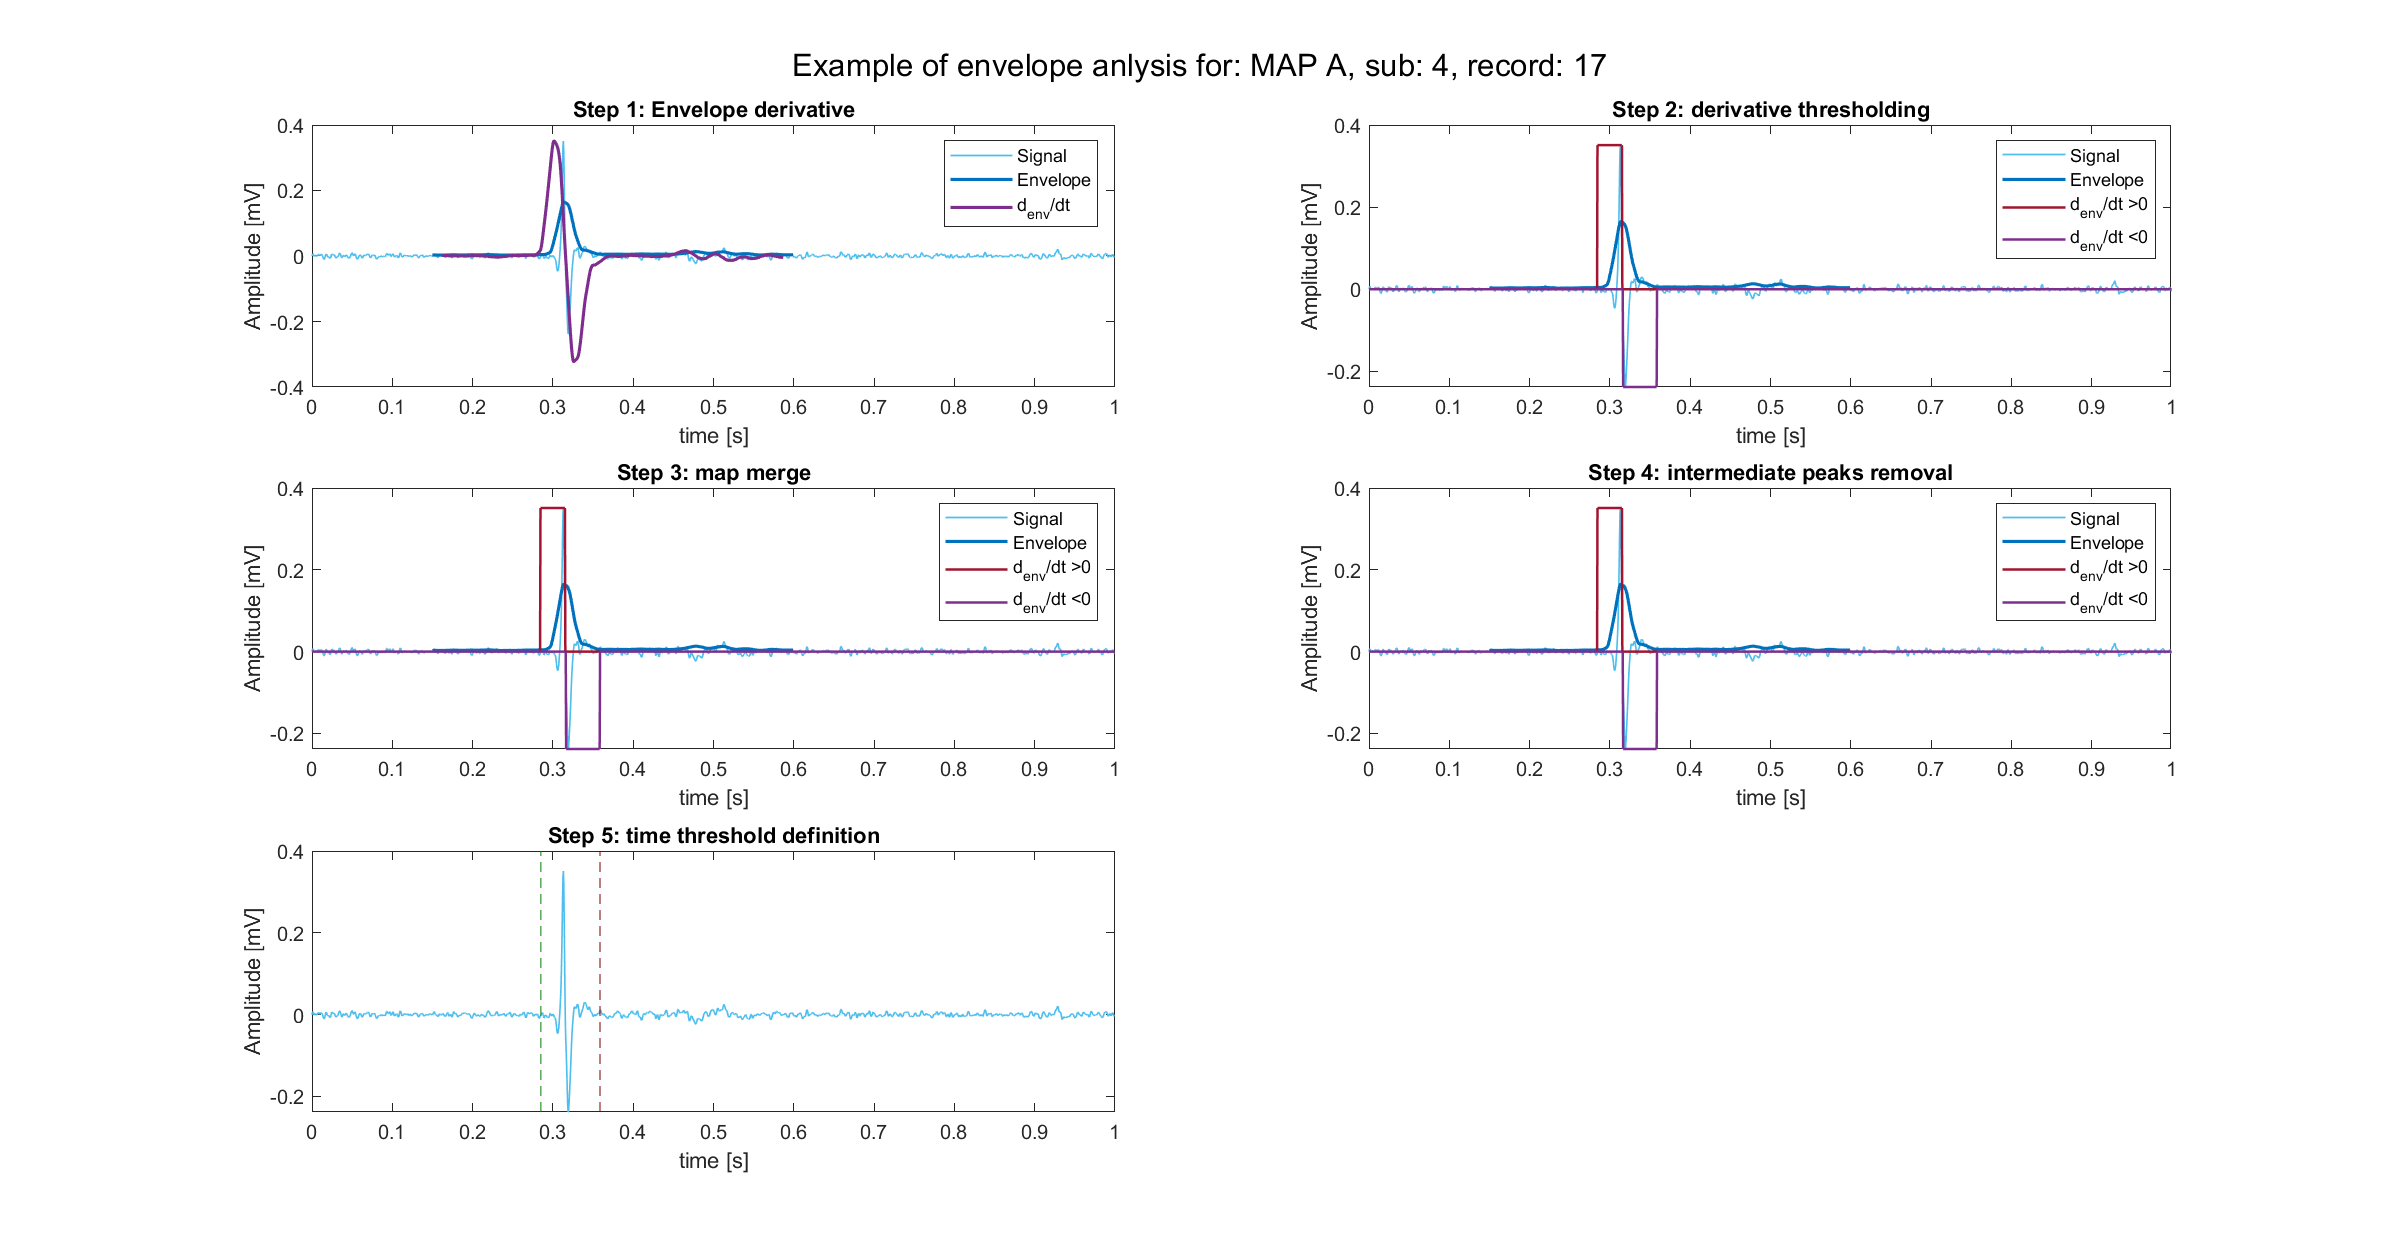 Example of envelope anlysis for: MAP A, sub: 4, record: 17
Step 1: Envelope derivative
0.4
0.2
0
-0.2
-0.4
Amplitude [mV]
Signal
Envelope
d_env/dt
0 0.1 0.2 0.3 0.4 0.5 0.6 0.7 0.8 0.9 1
time [s]
Step 2: derivative thresholding
0.4
0.2
0
-0.2
Amplitude [mV]
Signal
Envelope
d_env/dt >0
d_env/dt <0
0 0.1 0.2 0.3 0.4 0.5 0.6 0.7 0.8 0.9 1
time [s]
Step 3: map merge
0.4
0.2
0
-0.2
Amplitude [mV]
Signal
Envelope
d_env/dt >0
d_env/dt <0
0 0.1 0.2 0.3 0.4 0.5 0.6 0.7 0.8 0.9 1
time [s]
Step 4: intermediate peaks removal
0.4
0.2
0
-0.2
Amplitude [mV]
Signal
Envelope
d_env/dt >0
d_env/dt <0
0 0.1 0.2 0.3 0.4 0.5 0.6 0.7 0.8 0.9 1
time [s]
Step 5: time threshold definition
0.4
0.2
0
-0.2
Amplitude [mV]
0 0.1 0.2 0.3 0.4 0.5 0.6 0.7 0.8 0.9 1
time [s]